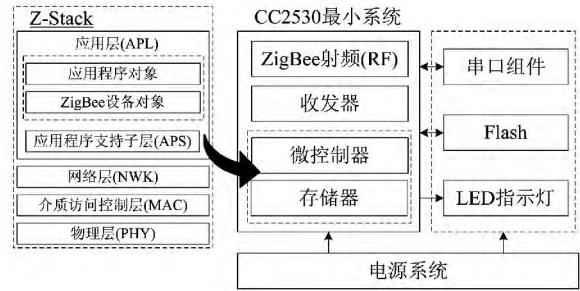 Z-Stack
应用层(APL)
应用程序对象
ZigBee设备对象
应用程序支持子层(APS)
网络层(NWK)
介质访问控制层(MAC)
物理层(PHY)
CC2530最小系统
ZigBee射频(RF)
收发器
微控制器
存储器
串口组件
Flash
LED指示灯
电源系统